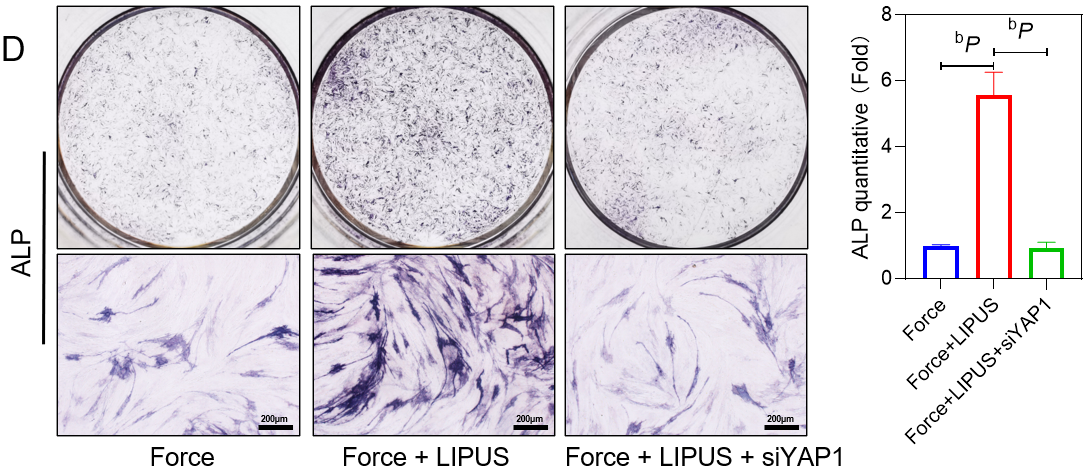 D
ALP
200μm
200μm
200μm
Force
Force + LIPUS
Force + LIPUS + siYAP1
ALP quantitative (Fold)
8
6
4
2
0
bP
bP
Force
Force+LIPUS
Force+LIPUS+siYAP1